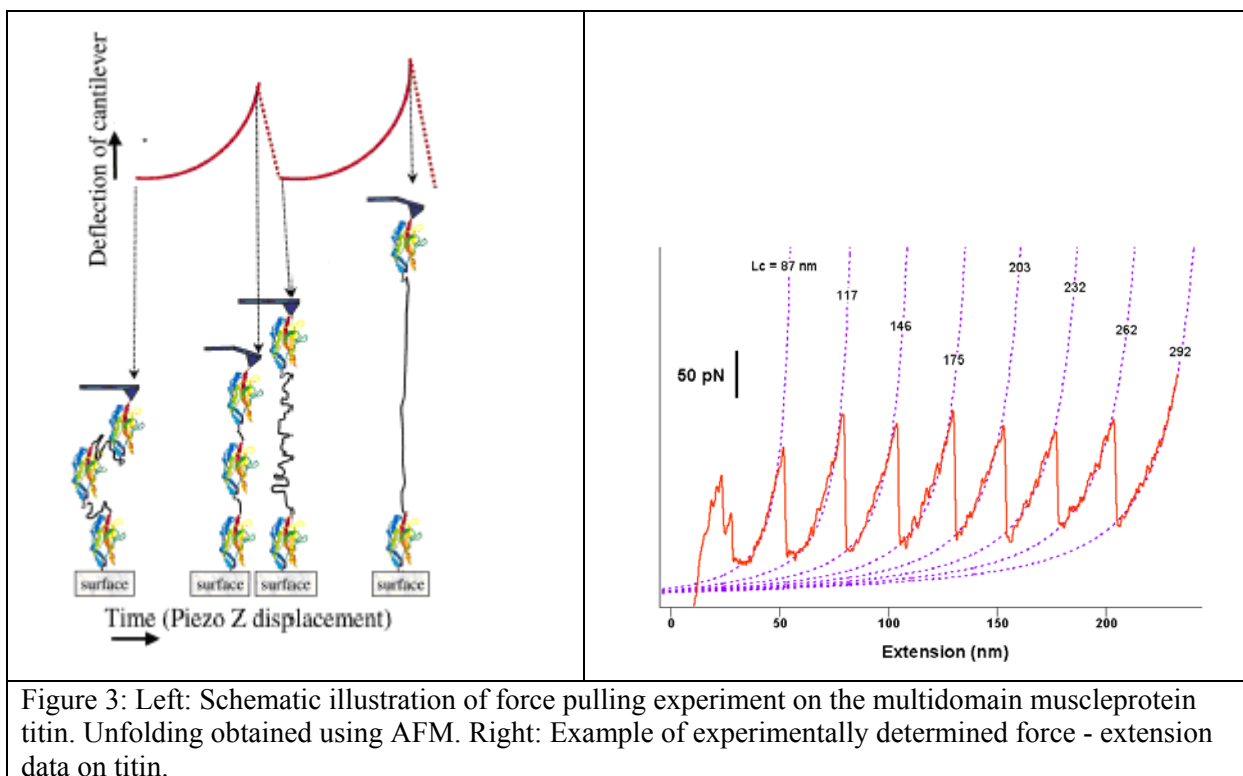 Deflection of cantilever
surface
surface
surface
surface
Time (Piezo Z displacement)
Lc = 87 nm
117
146
175
203
232
262
292
50 pN
0
50
100
150
200
Extension (nm)
Figure 3: Left: Schematic illustration of force pulling experiment on the multidomain muscleprotein
titin. Unfolding obtained using AFM. Right: Example of experimentally determined force - extension
data on titin.